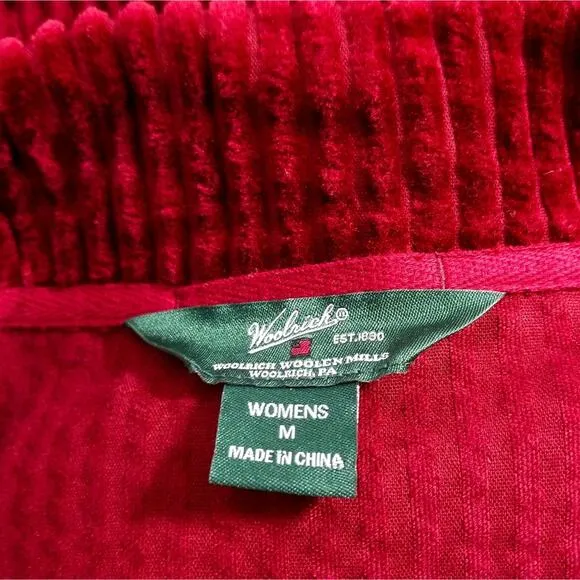 Woolrich®
EST.1830
WOOLRICH WOOLEN MILLS
WOOLRICH, PA
WOMENS
M
MADE IN CHINA